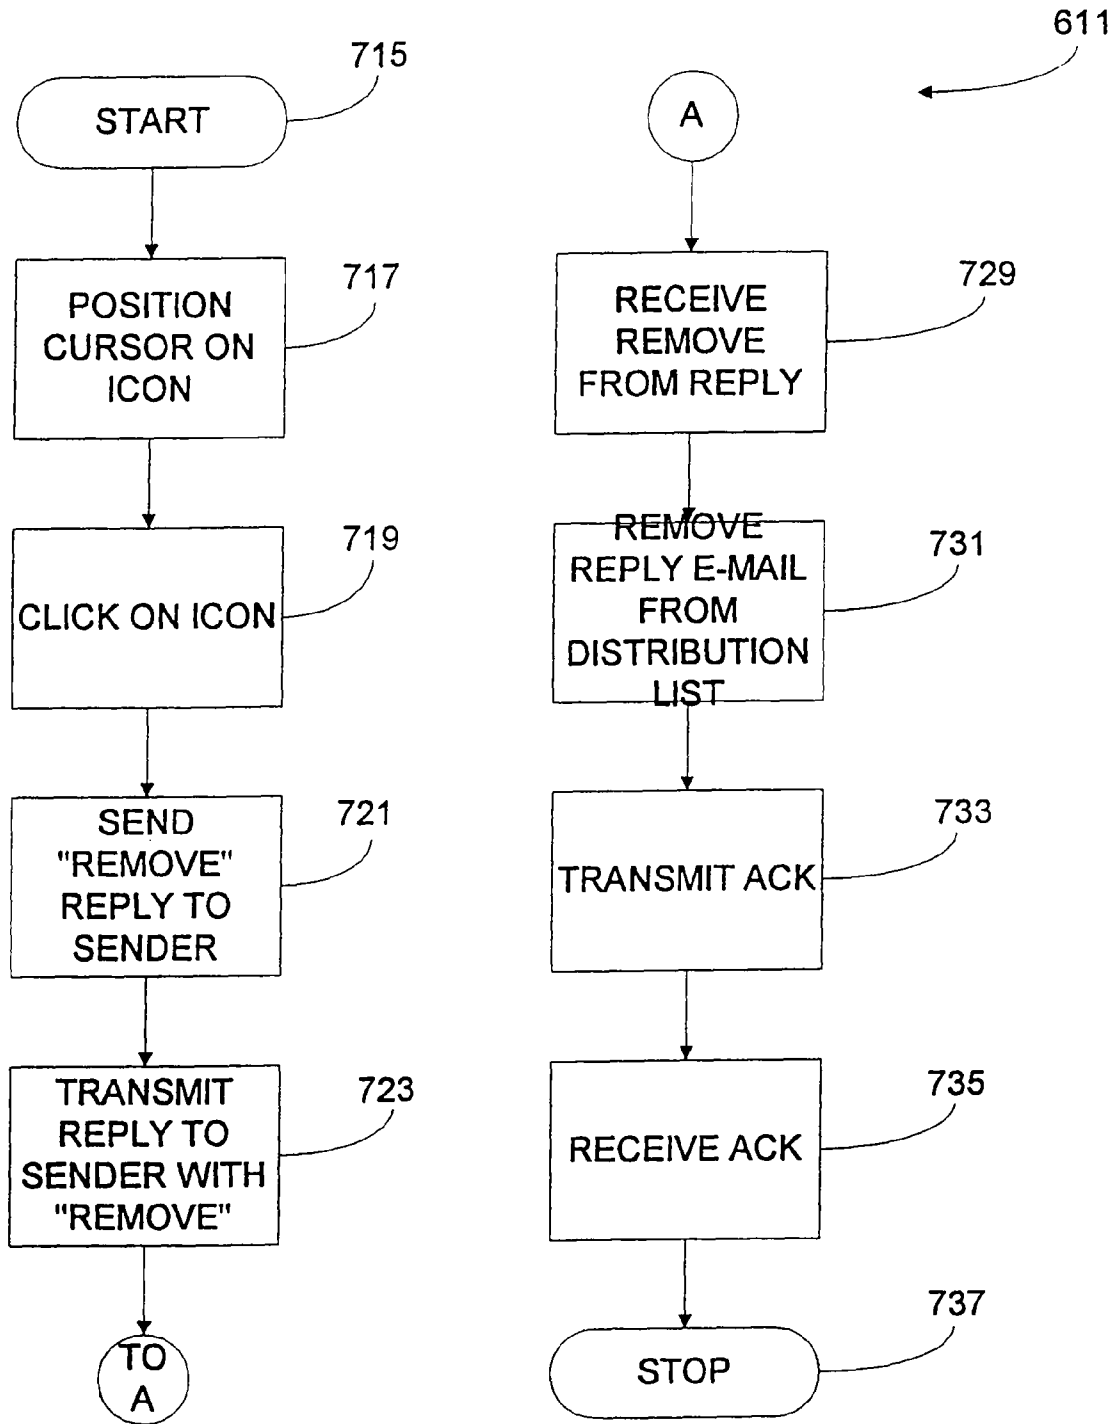 715
START
717
POSITION
CURSOR ON
ICON
719
CLICK ON ICON
721
SEND
"REMOVE"
REPLY TO
SENDER
723
TRANSMIT
REPLY TO
SENDER WITH
"REMOVE"
TO
A
611
A
729
RECEIVE
REMOVE
FROM REPLY
731
REMOVE
REPLY E-MAIL
FROM
DISTRIBUTION
LIST
733
TRANSMIT ACK
735
RECEIVE ACK
737
STOP